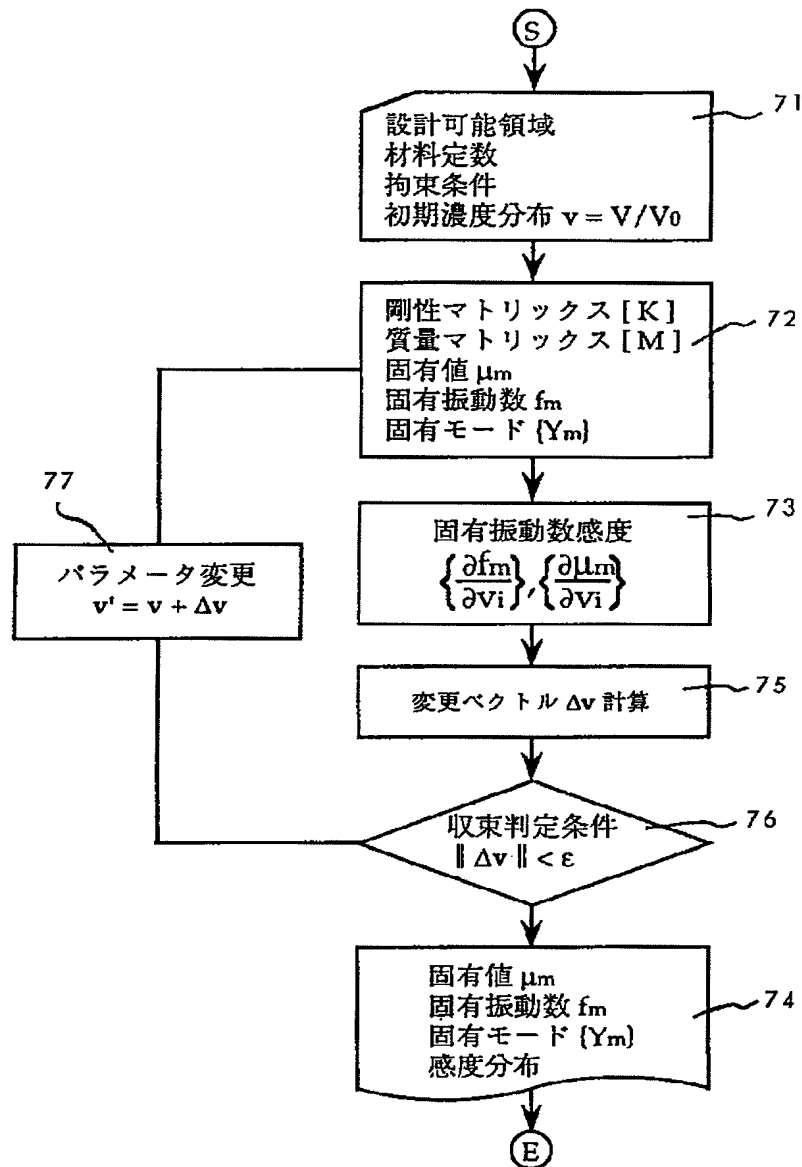 S
71
設計可能領域
材料定数
拘束条件
初期濃度分布 v = V/V₀
72
剛性マトリックス [ K ]
質量マトリックス [ M ]
固有値 μm
固有振動数 fm
固有モード {Ym}
73
固有振動数感度
{∂fm/∂vi}, {∂μm/∂vi}
77
パラメータ変更
v' = v + Δv
75
変更ベクトル Δv 計算
76
収束判定条件
‖ Δv ‖ < ε
74
固有値 μm
固有振動数 fm
固有モード {Ym}
感度分布
E